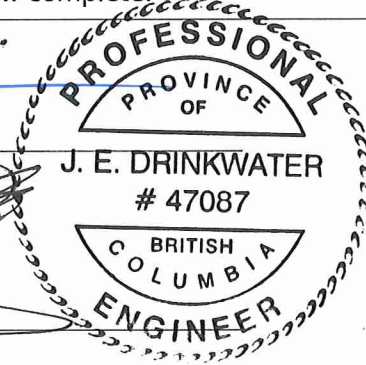 PROFESSIONAL
PROVINCE
OF
J. E. DRINKWATER
# 47087
BRITISH
COLUMBIA
ENGINEER